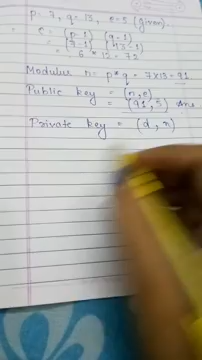 p = 7, q = 13, e = 5 (given).
= (p-1) (q-1)
= (7-1) (13-1)
= 6 * 12 = 72
Modulus n = p * q = 7×13 = 91
Public key = (n, e)
= (91, 5) Ans
Private key = (d, n)